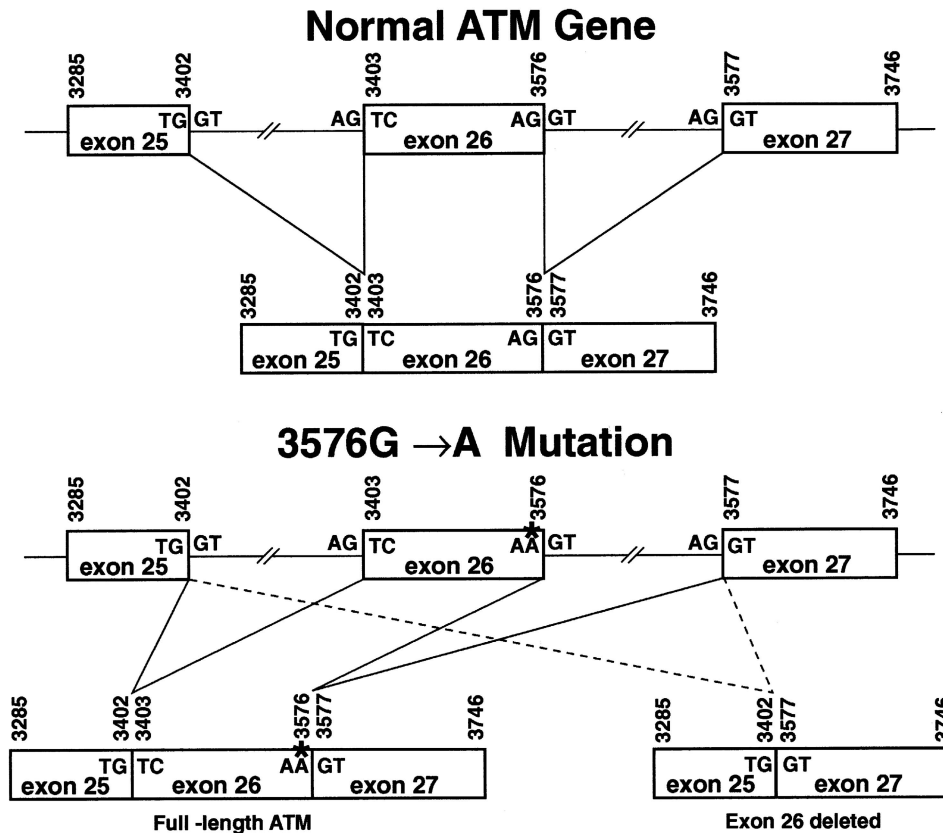 Normal ATM Gene
3285 3402 3403 3576 3577 3746
TG GT AG TC AG GT AG GT
exon 25 exon 26 exon 27
3285 3402 3403 3576 3577 3746
TG TC AG GT
exon 25 exon 26 exon 27
3576G →A Mutation
3285 3402 3403 3576 3577 3746
*
TG GT AG TC AA GT AG GT
exon 25 exon 26 exon 27
3285 3402 3403 3576 3577 3746 3285 3402 3577 3746
*
TG TC AA GT TG GT
exon 25 exon 26 exon 27 exon 25 exon 27
Full -length ATM Exon 26 deleted